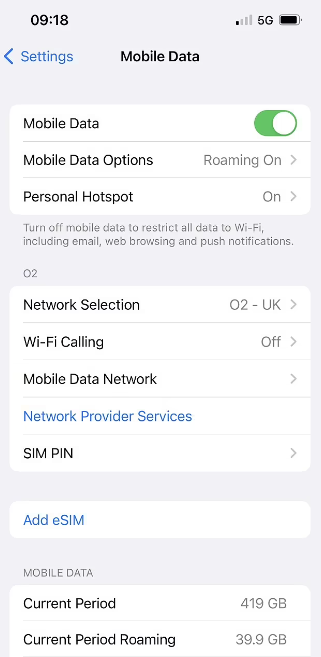 09:18
5G
Settings
Mobile Data
Mobile Data
Mobile Data Options
Roaming On
Personal Hotspot
On
Turn off mobile data to restrict all data to Wi-Fi,
including email, web browsing and push notifications.
O2
Network Selection
O2 - UK
Wi-Fi Calling
Off
Mobile Data Network
Network Provider Services
SIM PIN
Add eSIM
MOBILE DATA
Current Period
419 GB
Current Period Roaming
39.9 GB